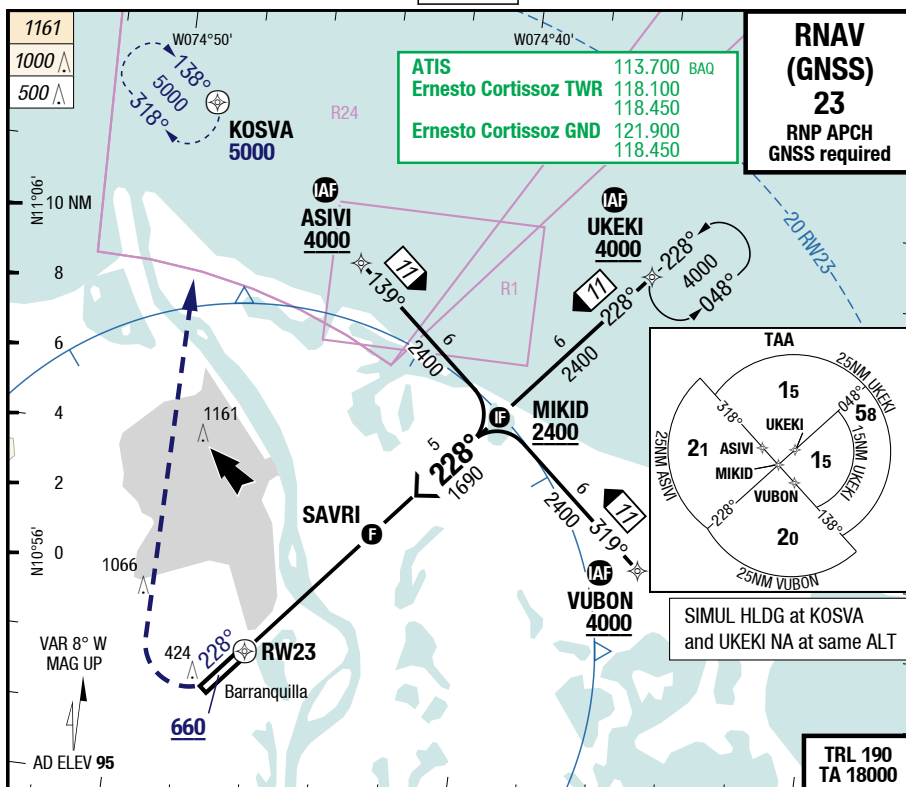 1161
1000
500
W074°50'
W074°40'
RNAV
(GNSS)
23
RNP APCH
GNSS required
ATIS 113.700 BAQ
Ernesto Cortissoz TWR 118.100
118.450
Ernesto Cortissoz GND 121.900
118.450
138°
5000
318°
KOSVA
5000
R24
N11°06'
10 NM
8
6
4
2
0
N10°56'
IAF
ASIVI
4000
139°
11
6
2400
R1
IAF
UKEKI
4000
228°
4000
048°
11
228°
6
2400
20 RW23
IF
MIKID
2400
5
228°
1690
2400
6
319°
11
IAF
VUBON
4000
SAVRI
F
1161
1066
424
228°
RW23
Barranquilla
660
VAR 8° W
MAG UP
AD ELEV 95
TAA
25NM UKEKI
15
048°
58
318°
UKEKI
15NM UKEKI
21
ASIVI
15
25NM ASIVI
MIKID
VUBON
228°
138°
20
25NM VUBON
SIMUL HLDG at KOSVA
and UKEKI NA at same ALT
TRL 190
TA 18000